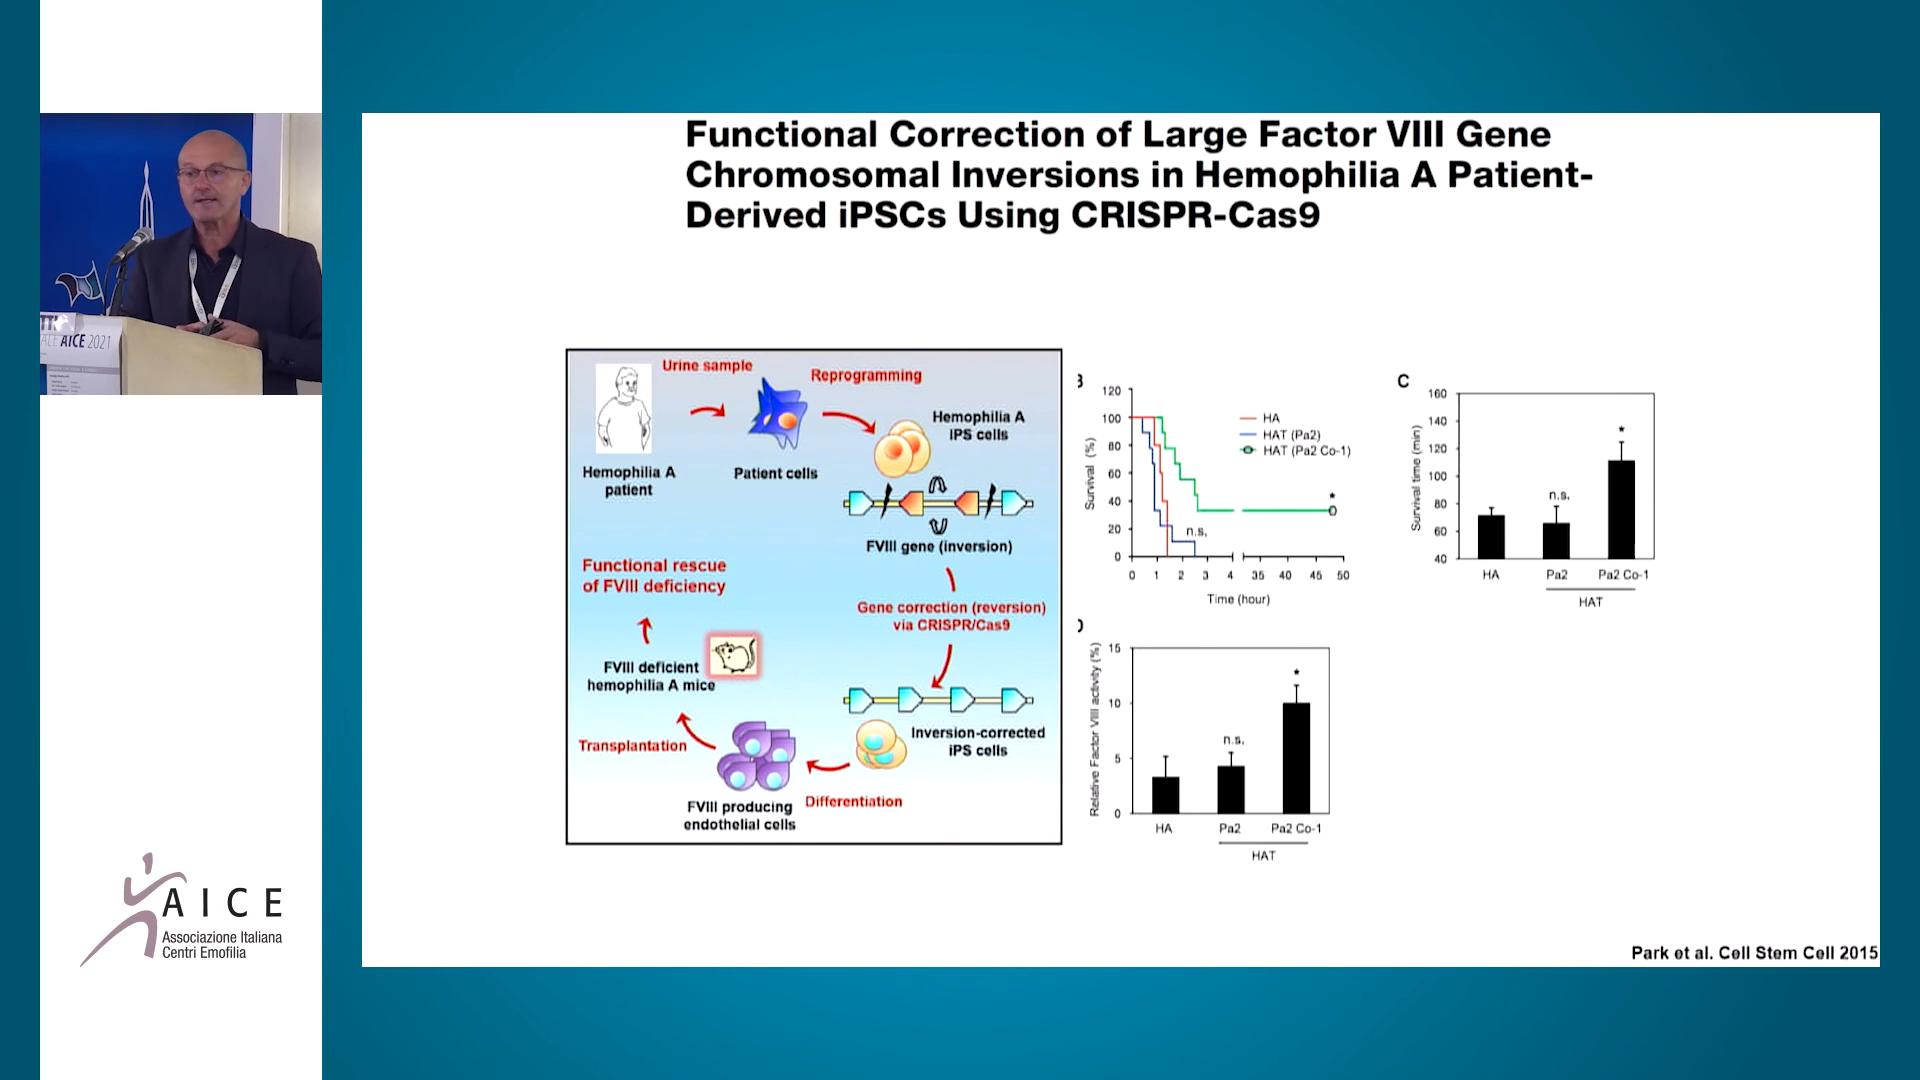 Functional Correction of Large Factor VIII Gene
Chromosomal Inversions in Hemophilia A Patient-
Derived iPSCs Using CRISPR-Cas9
AICE 2021
Urine sample
Reprogramming
Hemophilia A
patient
Patient cells
Hemophilia A
iPS cells
FVIII gene (inversion)
Gene correction (reversion)
via CRISPR/Cas9
Inversion-corrected
iPS cells
Differentiation
FVIII producing
endothelial cells
Transplantation
FVIII deficient
hemophilia A mice
Functional rescue
of FVIII deficiency
Survival (%)
120
100
80
60
40
20
0
HA
HAT (Pa2)
HAT (Pa2 Co-1)
*
n.s.
0 1 2 3 4 35 40 45 50
Time (hour)
C
Survival time (min)
160
140
120
100
80
60
40
n.s.
*
HA Pa2 Pa2 Co-1
HAT
Relative Factor VIII activity (%)
15
10
5
0
n.s.
*
HA Pa2 Pa2 Co-1
HAT
Park et al. Cell Stem Cell 2015
AICE
Associazione Italiana
Centri Emofilia